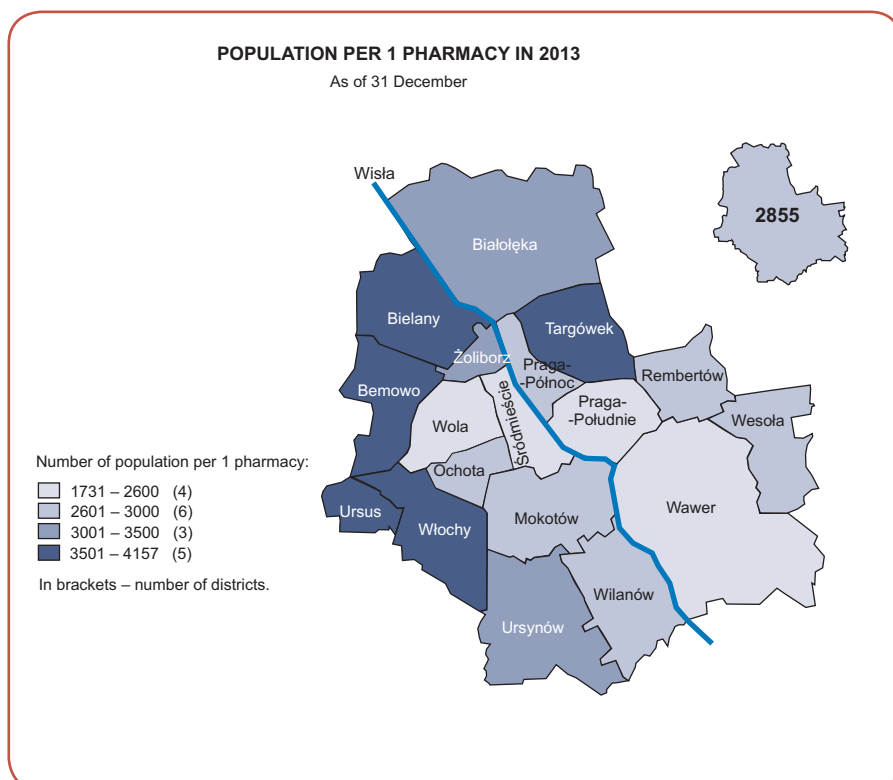 POPULATION PER 1 PHARMACY IN 2013
As of 31 December
Wisła
2855
Białołęka
Bielany
Targówek
Żoliborz
Praga-
-Północ
Rembertów
Bemowo
Praga-
-Południe
Wesoła
Wola
Śródmieście
Ochota
Ursus
Włochy
Mokotów
Wawer
Wilanów
Ursynów
Number of population per 1 pharmacy:
1731 – 2600 (4)
2601 – 3000 (6)
3001 – 3500 (3)
3501 – 4157 (5)
In brackets – number of districts.